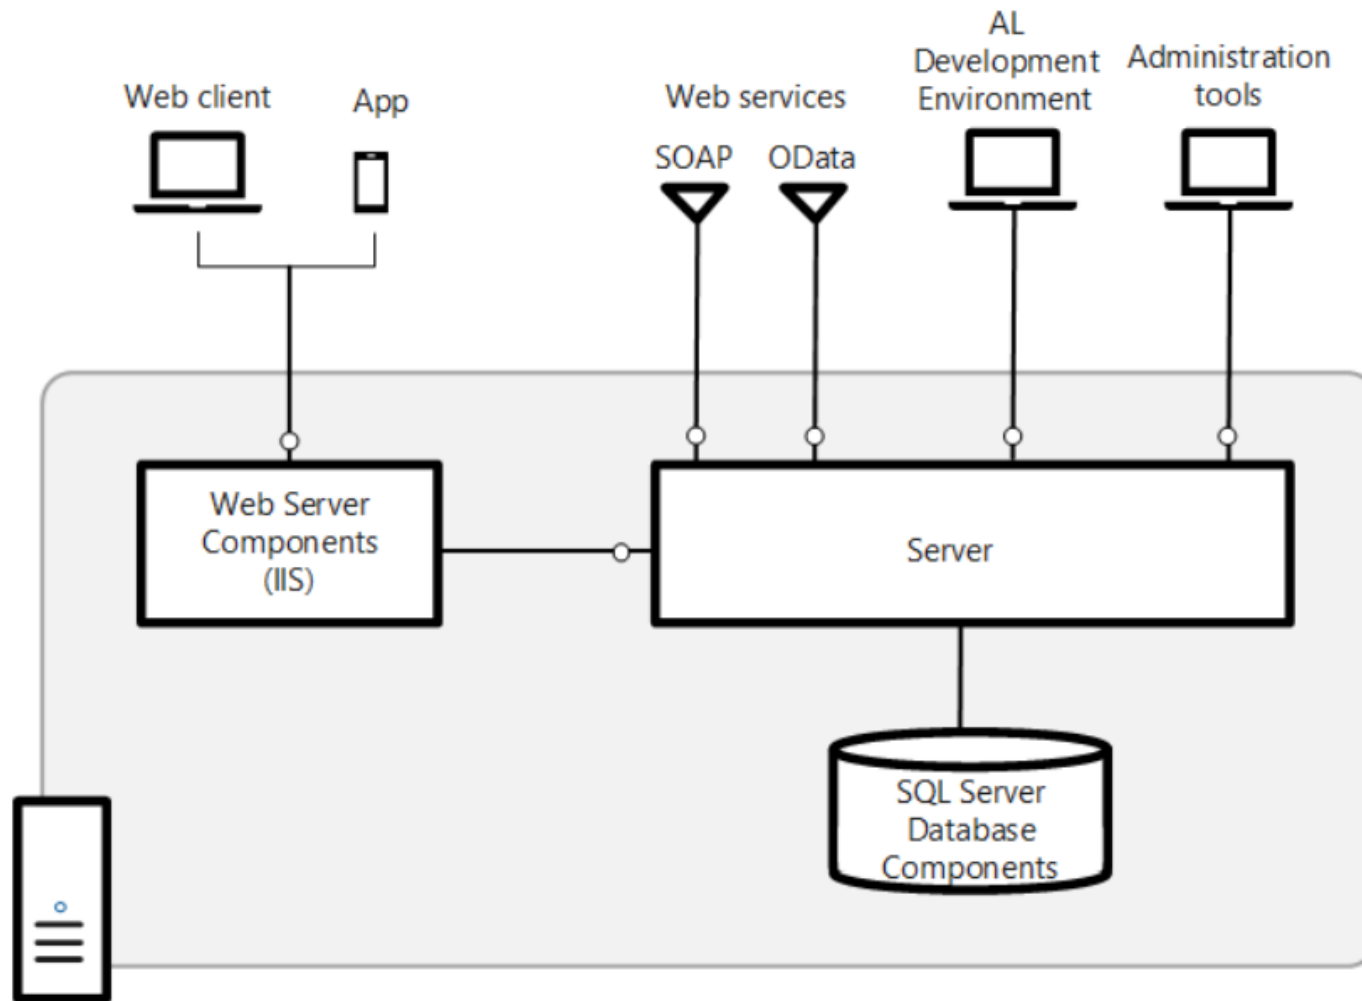 Web client
App
Web services
SOAP
OData
AL
Development
Environment
Administration
tools
Web Server
Components
(IIS)
Server
SQL Server
Database
Components